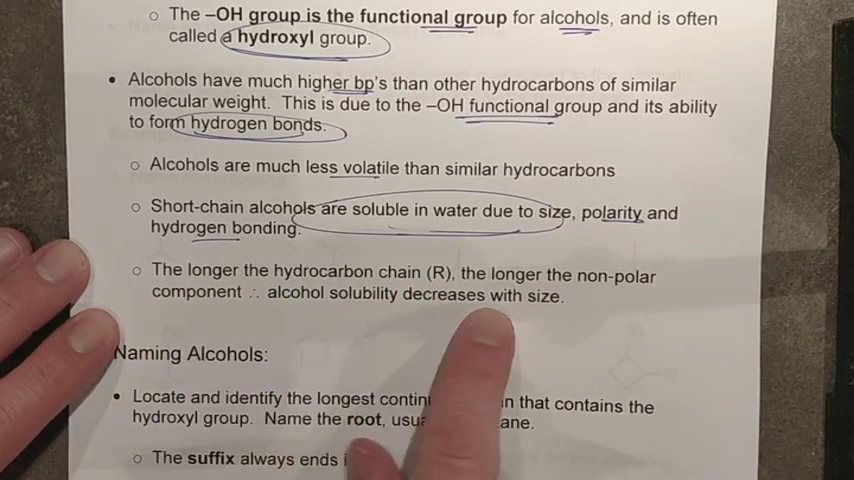 ○ The –OH group is the functional group for alcohols, and is often
called a hydroxyl group.
• Alcohols have much higher bp's than other hydrocarbons of similar
molecular weight. This is due to the –OH functional group and its ability
to form hydrogen bonds.
○ Alcohols are much less volatile than similar hydrocarbons
○ Short-chain alcohols are soluble in water due to size, polarity and
hydrogen bonding.
○ The longer the hydrocarbon chain (R), the longer the non-polar
component ∴ alcohol solubility decreases with size.
Naming Alcohols:
• Locate and identify the longest that contains the
hydroxyl group. Name the root,
○ The suffix always ends